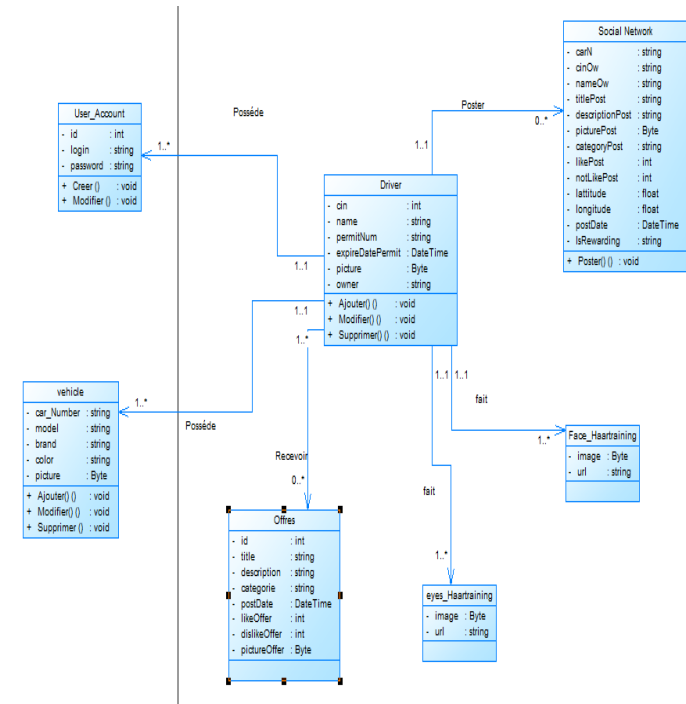 Social Network
- carN : string
- cinOw : string
- nameOw : string
- titlePost : string
- descriptionPost : string
- picturePost : Byte
- categoryPost : string
- likePost : int
- notLikePost : int
- lattitude : float
- longitude : float
- postDate : DateTime
- IsRewarding : string
+ Poster() () : void
Poster
0..*
1..1
User_Account
- id : int
- login : string
- password : string
+ Creer () : void
+ Modifier () : void
Posséde
1..*
1..1
Driver
- cin : int
- name : string
- permitNum : string
- expireDatePermit : DateTime
- picture : Byte
- owner : string
+ Ajouter() () : void
+ Modifier() () : void
+ Supprimer() () : void
1..1
1..*
1..1 1..1
vehicle
- car_Number : string
- model : string
- brand : string
- color : string
- picture : Byte
+ Ajouter() () : void
+ Modifier() () : void
+ Supprimer () : void
1..*
Posséde
fait
1..*
Face_Haartraining
- image : Byte
- url : string
Recevoir
0..*
Offres
- id : int
- title : string
- description : string
- categorie : string
- postDate : DateTime
- likeOffer : int
- dislikeOffer : int
- pictureOffer : Byte
fait
1..*
eyes_Haartraining
- image : Byte
- url : string